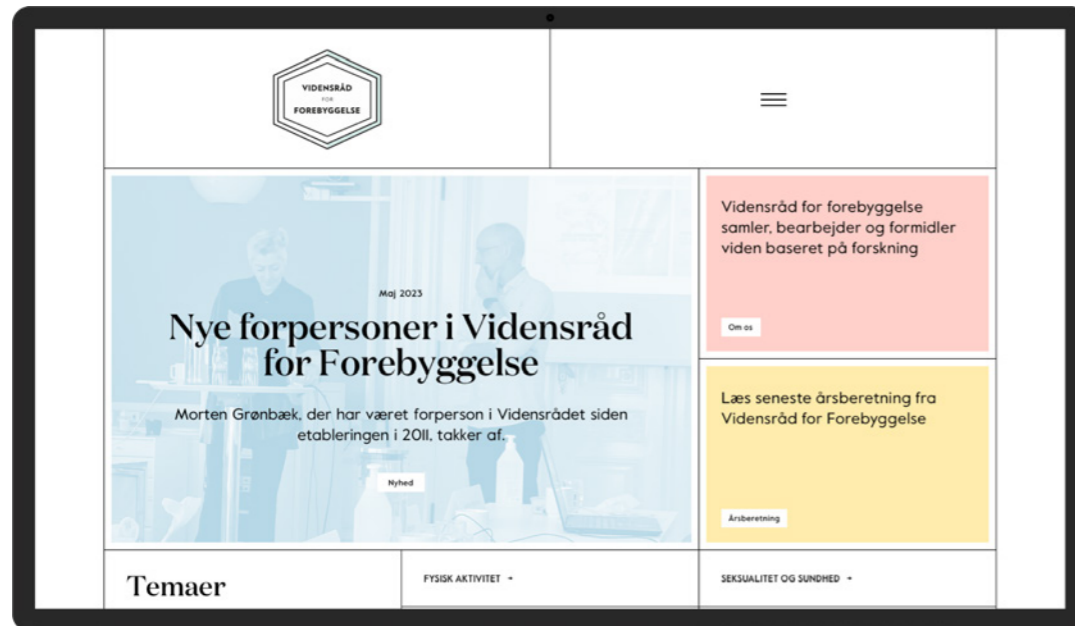 VIDENSRÅD
FOR
FOREBYGGELSE
Maj 2023
Nye forpersoner i Vidensråd
for Forebyggelse
Morten Grønbæk, der har været forperson i Vidensrådet siden
etableringen i 2011, takker af.
Nyhed
Vidensråd for forebyggelse
samler, bearbejder og formidler
viden baseret på forskning
Om os
Læs seneste årsberetning fra
Vidensråd for Forebyggelse
Årsberetning
Temaer
FYSISK AKTIVITET →
SEKSUALITET OG SUNDHED →